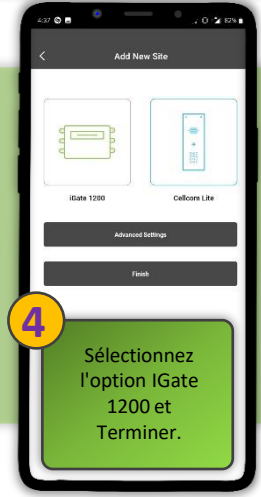 4:37
82%
Add New Site
iGate 1200
Cellcom Lite
Advanced Settings
Finish
4
Sélectionnez
l'option IGate
1200 et
Terminer.